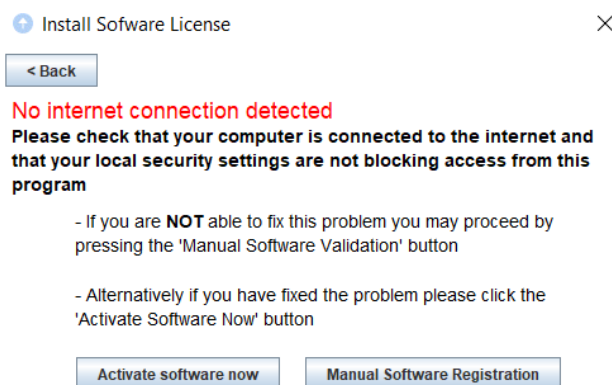 Install Sofware License
< Back
No internet connection detected
Please check that your computer is connected to the internet and
that your local security settings are not blocking access from this
program
- If you are NOT able to fix this problem you may proceed by
pressing the 'Manual Software Validation' button
- Alternatively if you have fixed the problem please click the
'Activate Software Now' button
Activate software now
Manual Software Registration